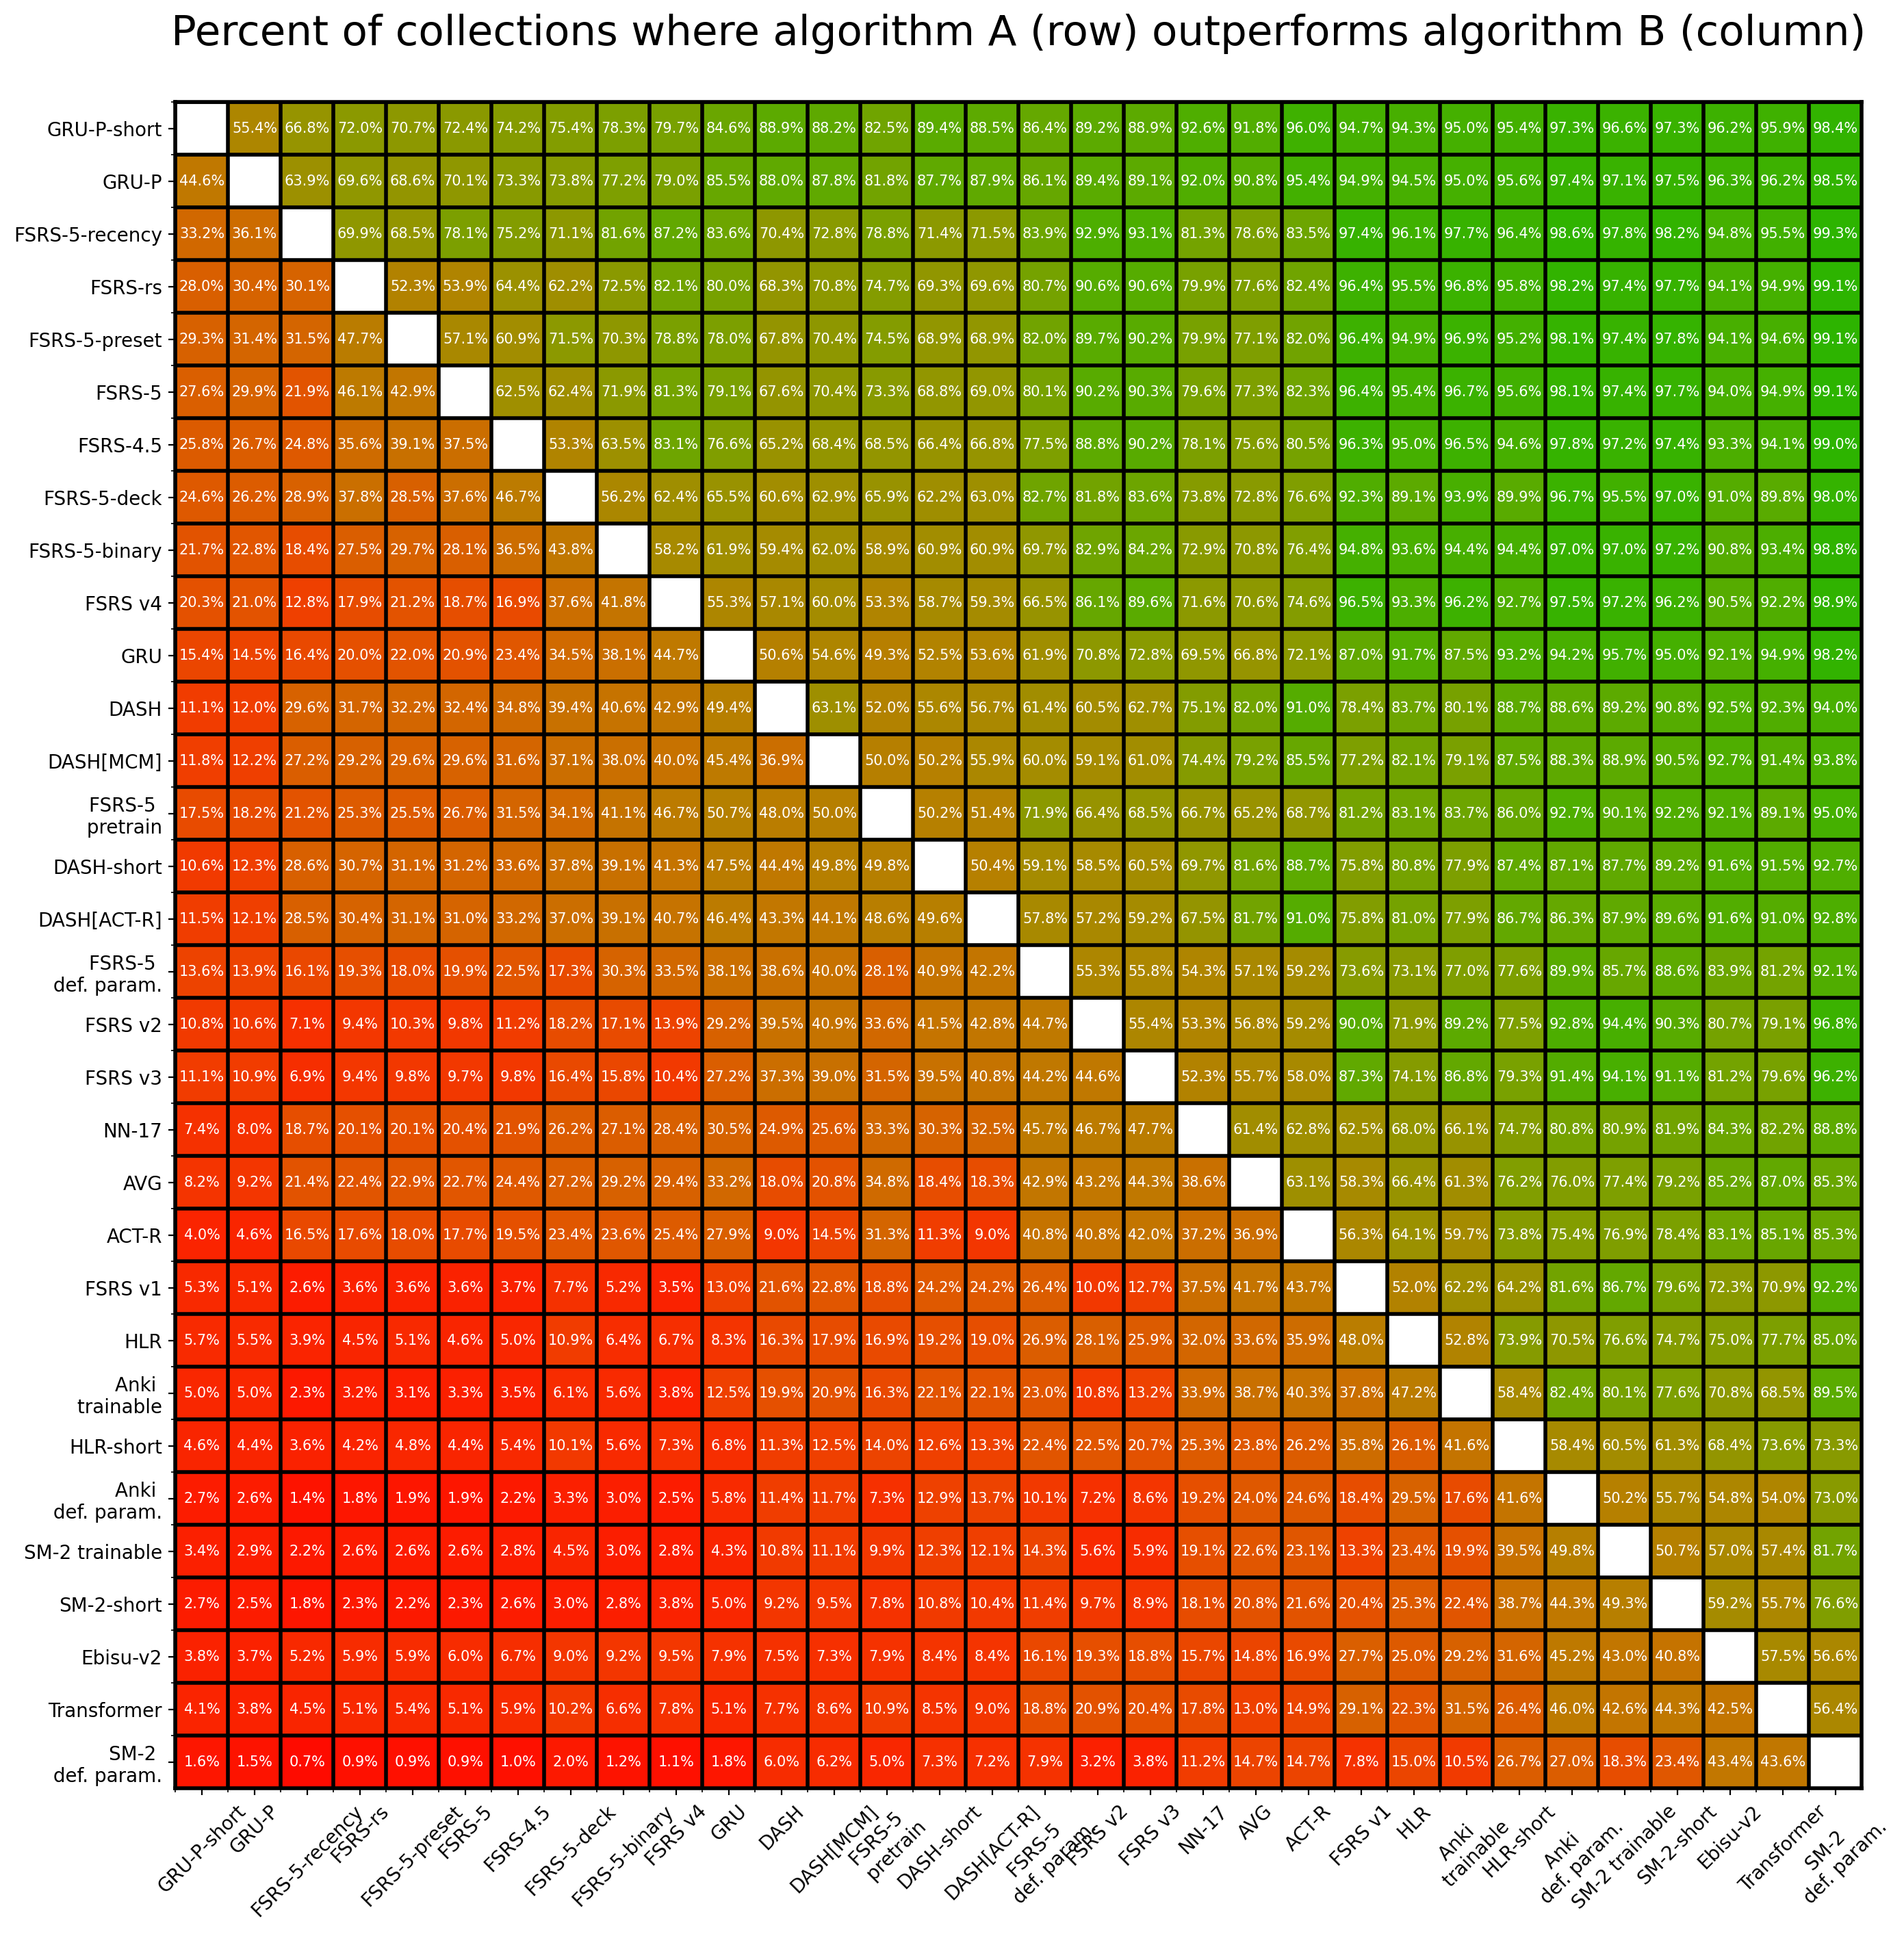 Percent of collections where algorithm A (row) outperforms algorithm B (column)
GRU-P-short 55.4% 66.8% 72.0% 70.7% 72.4% 74.2% 75.4% 78.3% 79.7% 84.6% 88.9% 88.2% 82.5% 89.4% 88.5% 86.4% 89.2% 88.9% 92.6% 91.8% 96.0% 94.7% 94.3% 95.0% 95.4% 97.3% 96.6% 97.3% 96.2% 95.9% 98.4%
GRU-P 44.6% 63.9% 69.6% 68.6% 70.1% 73.3% 73.8% 77.2% 79.0% 85.5% 88.0% 87.8% 81.8% 87.7% 87.9% 86.1% 89.4% 89.1% 92.0% 90.8% 95.4% 94.9% 94.5% 95.0% 95.6% 97.4% 97.1% 97.5% 96.3% 96.2% 98.5%
FSRS-5-recency 33.2% 36.1% 69.9% 68.5% 78.1% 75.2% 71.1% 81.6% 87.2% 83.6% 70.4% 72.8% 78.8% 71.4% 71.5% 83.9% 92.9% 93.1% 81.3% 78.6% 83.5% 97.4% 96.1% 97.7% 96.4% 98.6% 97.8% 98.2% 94.8% 95.5% 99.3%
FSRS-rs 28.0% 30.4% 30.1% 52.3% 53.9% 64.4% 62.2% 72.5% 82.1% 80.0% 68.3% 70.8% 74.7% 69.3% 69.6% 80.7% 90.6% 90.6% 79.9% 77.6% 82.4% 96.4% 95.5% 96.8% 95.8% 98.2% 97.4% 97.7% 94.1% 94.9% 99.1%
FSRS-5-preset 29.3% 31.4% 31.5% 47.7% 57.1% 60.9% 71.5% 70.3% 78.8% 78.0% 67.8% 70.4% 74.5% 68.9% 68.9% 82.0% 89.7% 90.2% 79.9% 77.1% 82.0% 96.4% 94.9% 96.9% 95.2% 98.1% 97.4% 97.8% 94.1% 94.6% 99.1%
FSRS-5 27.6% 29.9% 21.9% 46.1% 42.9% 62.5% 62.4% 71.9% 81.3% 79.1% 67.6% 70.4% 73.3% 68.8% 69.0% 80.1% 90.2% 90.3% 79.6% 77.3% 82.3% 96.4% 95.4% 96.7% 95.6% 98.1% 97.4% 97.7% 94.0% 94.9% 99.1%
FSRS-4.5 25.8% 26.7% 24.8% 35.6% 39.1% 37.5% 53.3% 63.5% 83.1% 76.6% 65.2% 68.4% 68.5% 66.4% 66.8% 77.5% 88.8% 90.2% 78.1% 75.6% 80.5% 96.3% 95.0% 96.5% 94.6% 97.8% 97.2% 97.4% 93.3% 94.1% 99.0%
FSRS-5-deck 24.6% 26.2% 28.9% 37.8% 28.5% 37.6% 46.7% 56.2% 62.4% 65.5% 60.6% 62.9% 65.9% 62.2% 63.0% 82.7% 81.8% 83.6% 73.8% 72.8% 76.6% 92.3% 89.1% 93.9% 89.9% 96.7% 95.5% 97.0% 91.0% 89.8% 98.0%
FSRS-5-binary 21.7% 22.8% 18.4% 27.5% 29.7% 28.1% 36.5% 43.8% 58.2% 61.9% 59.4% 62.0% 58.9% 60.9% 60.9% 69.7% 82.9% 84.2% 72.9% 70.8% 76.4% 94.8% 93.6% 94.4% 94.4% 97.0% 97.0% 97.2% 90.8% 93.4% 98.8%
FSRS v4 20.3% 21.0% 12.8% 17.9% 21.2% 18.7% 16.9% 37.6% 41.8% 55.3% 57.1% 60.0% 53.3% 58.7% 59.3% 66.5% 86.1% 89.6% 71.6% 70.6% 74.6% 96.5% 93.3% 96.2% 92.7% 97.5% 97.2% 96.2% 90.5% 92.2% 98.9%
GRU 15.4% 14.5% 16.4% 20.0% 22.0% 20.9% 23.4% 34.5% 38.1% 44.7% 50.6% 54.6% 49.3% 52.5% 53.6% 61.9% 70.8% 72.8% 69.5% 66.8% 72.1% 87.0% 91.7% 87.5% 93.2% 94.2% 95.7% 95.0% 92.1% 94.9% 98.2%
DASH 11.1% 12.0% 29.6% 31.7% 32.2% 32.4% 34.8% 39.4% 40.6% 42.9% 49.4% 63.1% 52.0% 55.6% 56.7% 61.4% 60.5% 62.7% 75.1% 82.0% 91.0% 78.4% 83.7% 80.1% 88.7% 88.6% 89.2% 90.8% 92.5% 92.3% 94.0%
DASH[MCM] 11.8% 12.2% 27.2% 29.2% 29.6% 29.6% 31.6% 37.1% 38.0% 40.0% 45.4% 36.9% 50.0% 50.2% 55.9% 60.0% 59.1% 61.0% 74.4% 79.2% 85.5% 77.2% 82.1% 79.1% 87.5% 88.3% 88.9% 90.5% 92.7% 91.4% 93.8%
FSRS-5
pretrain 17.5% 18.2% 21.2% 25.3% 25.5% 26.7% 31.5% 34.1% 41.1% 46.7% 50.7% 48.0% 50.0% 50.2% 51.4% 71.9% 66.4% 68.5% 66.7% 65.2% 68.7% 81.2% 83.1% 83.7% 86.0% 92.7% 90.1% 92.2% 92.1% 89.1% 95.0%
DASH-short 10.6% 12.3% 28.6% 30.7% 31.1% 31.2% 33.6% 37.8% 39.1% 41.3% 47.5% 44.4% 49.8% 49.8% 50.4% 59.1% 58.5% 60.5% 69.7% 81.6% 88.7% 75.8% 80.8% 77.9% 87.4% 87.1% 87.7% 89.2% 91.6% 91.5% 92.7%
DASH[ACT-R] 11.5% 12.1% 28.5% 30.4% 31.1% 31.0% 33.2% 37.0% 39.1% 40.7% 46.4% 43.3% 44.1% 48.6% 49.6% 57.8% 57.2% 59.2% 67.5% 81.7% 91.0% 75.8% 81.0% 77.9% 86.7% 86.3% 87.9% 89.6% 91.6% 91.0% 92.8%
FSRS-5
def. param. 13.6% 13.9% 16.1% 19.3% 18.0% 19.9% 22.5% 17.3% 30.3% 33.5% 38.1% 38.6% 40.0% 28.1% 40.9% 42.2% 55.3% 55.8% 54.3% 57.1% 59.2% 73.6% 73.1% 77.0% 77.6% 89.9% 85.7% 88.6% 83.9% 81.2% 92.1%
FSRS v2 10.8% 10.6% 7.1% 9.4% 10.3% 9.8% 11.2% 18.2% 17.1% 13.9% 29.2% 39.5% 40.9% 33.6% 41.5% 42.8% 44.7% 55.4% 53.3% 56.8% 59.2% 90.0% 71.9% 89.2% 77.5% 92.8% 94.4% 90.3% 80.7% 79.1% 96.8%
FSRS v3 11.1% 10.9% 6.9% 9.4% 9.8% 9.7% 9.8% 16.4% 15.8% 10.4% 27.2% 37.3% 39.0% 31.5% 39.5% 40.8% 44.2% 44.6% 52.3% 55.7% 58.0% 87.3% 74.1% 86.8% 79.3% 91.4% 94.1% 91.1% 81.2% 79.6% 96.2%
NN-17 7.4% 8.0% 18.7% 20.1% 20.1% 20.4% 21.9% 26.2% 27.1% 28.4% 30.5% 24.9% 25.6% 33.3% 30.3% 32.5% 45.7% 46.7% 47.7% 61.4% 62.8% 62.5% 68.0% 66.1% 74.7% 80.8% 80.9% 81.9% 84.3% 82.2% 88.8%
AVG 8.2% 9.2% 21.4% 22.4% 22.9% 22.7% 24.4% 27.2% 29.2% 29.4% 33.2% 18.0% 20.8% 34.8% 18.4% 18.3% 42.9% 43.2% 44.3% 38.6% 63.1% 58.3% 66.4% 61.3% 76.2% 76.0% 77.4% 79.2% 85.2% 87.0% 85.3%
ACT-R 4.0% 4.6% 16.5% 17.6% 18.0% 17.7% 19.5% 23.4% 23.6% 25.4% 27.9% 9.0% 14.5% 31.3% 11.3% 9.0% 40.8% 40.8% 42.0% 37.2% 36.9% 56.3% 64.1% 59.7% 73.8% 75.4% 76.9% 78.4% 83.1% 85.1% 85.3%
FSRS v1 5.3% 5.1% 2.6% 3.6% 3.6% 3.6% 3.7% 7.7% 5.2% 3.5% 13.0% 21.6% 22.8% 18.8% 24.2% 24.2% 26.4% 10.0% 12.7% 37.5% 41.7% 43.7% 52.0% 62.2% 64.2% 81.6% 86.7% 79.6% 72.3% 70.9% 92.2%
HLR 5.7% 5.5% 3.9% 4.5% 5.1% 4.6% 5.0% 10.9% 6.4% 6.7% 8.3% 16.3% 17.9% 16.9% 19.2% 19.0% 26.9% 28.1% 25.9% 32.0% 33.6% 35.9% 48.0% 52.8% 73.9% 70.5% 76.6% 74.7% 75.0% 77.7% 85.0%
Anki
trainable 5.0% 5.0% 2.3% 3.2% 3.1% 3.3% 3.5% 6.1% 5.6% 3.8% 12.5% 19.9% 20.9% 16.3% 22.1% 22.1% 23.0% 10.8% 13.2% 33.9% 38.7% 40.3% 37.8% 47.2% 58.4% 82.4% 80.1% 77.6% 70.8% 68.5% 89.5%
HLR-short 4.6% 4.4% 3.6% 4.2% 4.8% 4.4% 5.4% 10.1% 5.6% 7.3% 6.8% 11.3% 12.5% 14.0% 12.6% 13.3% 22.4% 22.5% 20.7% 25.3% 23.8% 26.2% 35.8% 26.1% 41.6% 58.4% 60.5% 61.3% 68.4% 73.6% 73.3%
Anki
def. param. 2.7% 2.6% 1.4% 1.8% 1.9% 1.9% 2.2% 3.3% 3.0% 2.5% 5.8% 11.4% 11.7% 7.3% 12.9% 13.7% 10.1% 7.2% 8.6% 19.2% 24.0% 24.6% 18.4% 29.5% 17.6% 41.6% 50.2% 55.7% 54.8% 54.0% 73.0%
SM-2 trainable 3.4% 2.9% 2.2% 2.6% 2.6% 2.6% 2.8% 4.5% 3.0% 2.8% 4.3% 10.8% 11.1% 9.9% 12.3% 12.1% 14.3% 5.6% 5.9% 19.1% 22.6% 23.1% 13.3% 23.4% 19.9% 39.5% 49.8% 50.7% 57.0% 57.4% 81.7%
SM-2-short 2.7% 2.5% 1.8% 2.3% 2.2% 2.3% 2.6% 3.0% 2.8% 3.8% 5.0% 9.2% 9.5% 7.8% 10.8% 10.4% 11.4% 9.7% 8.9% 18.1% 20.8% 21.6% 20.4% 25.3% 22.4% 38.7% 44.3% 49.3% 59.2% 55.7% 76.6%
Ebisu-v2 3.8% 3.7% 5.2% 5.9% 5.9% 6.0% 6.7% 9.0% 9.2% 9.5% 7.9% 7.5% 7.3% 7.9% 8.4% 8.4% 16.1% 19.3% 18.8% 15.7% 14.8% 16.9% 27.7% 25.0% 29.2% 31.6% 45.2% 43.0% 40.8% 57.5% 56.6%
Transformer 4.1% 3.8% 4.5% 5.1% 5.4% 5.1% 5.9% 10.2% 6.6% 7.8% 5.1% 7.7% 8.6% 10.9% 8.5% 9.0% 18.8% 20.9% 20.4% 17.8% 13.0% 14.9% 29.1% 22.3% 31.5% 26.4% 46.0% 42.6% 44.3% 42.5% 56.4%
SM-2
def. param. 1.6% 1.5% 0.7% 0.9% 0.9% 0.9% 1.0% 2.0% 1.2% 1.1% 1.8% 6.0% 6.2% 5.0% 7.3% 7.2% 7.9% 3.2% 3.8% 11.2% 14.7% 14.7% 7.8% 15.0% 10.5% 26.7% 27.0% 18.3% 23.4% 43.4% 43.6%
GRU-P-short
GRU-P
FSRS-5-recency
FSRS-rs
FSRS-5-preset
FSRS-5
FSRS-4.5
FSRS-5-deck
FSRS-5-binary
FSRS v4
GRU
DASH
DASH[MCM]
FSRS-5
pretrain
DASH-short
DASH[ACT-R]
FSRS-5
def. param.
FSRS v2
FSRS v3
NN-17
AVG
ACT-R
FSRS v1
HLR
Anki
trainable
HLR-short
Anki
def. param.
SM-2 trainable
SM-2-short
Ebisu-v2
Transformer
SM-2
def. param.